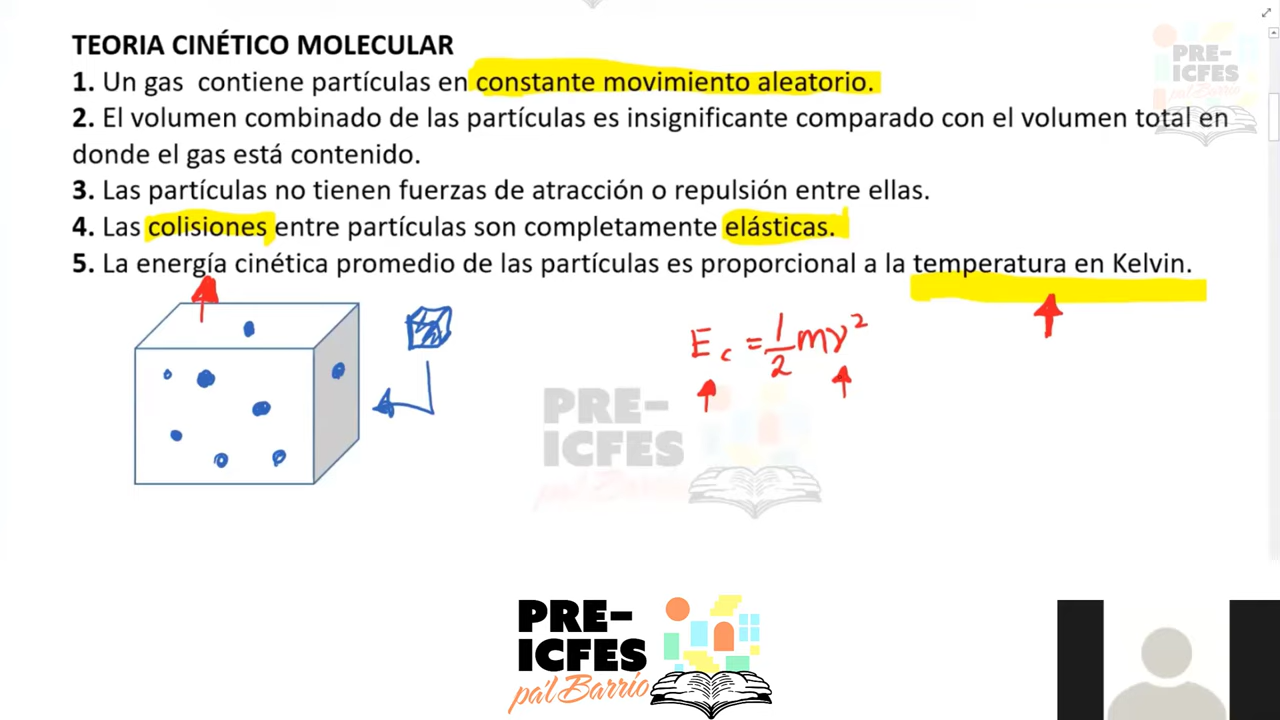 TEORIA CINÉTICO MOLECULAR
1. Un gas contiene partículas en constante movimiento aleatorio.
2. El volumen combinado de las partículas es insignificante comparado con el volumen total en
donde el gas está contenido.
3. Las partículas no tienen fuerzas de atracción o repulsión entre ellas.
4. Las colisiones entre partículas son completamente elásticas.
5. La energía cinética promedio de las partículas es proporcional a la temperatura en Kelvin.
E_c = 1/2 mv²
PRE-
ICFES
PRE-
ICFES
pa'l Barrio
PRE-
ICFES
pa'l Barrio